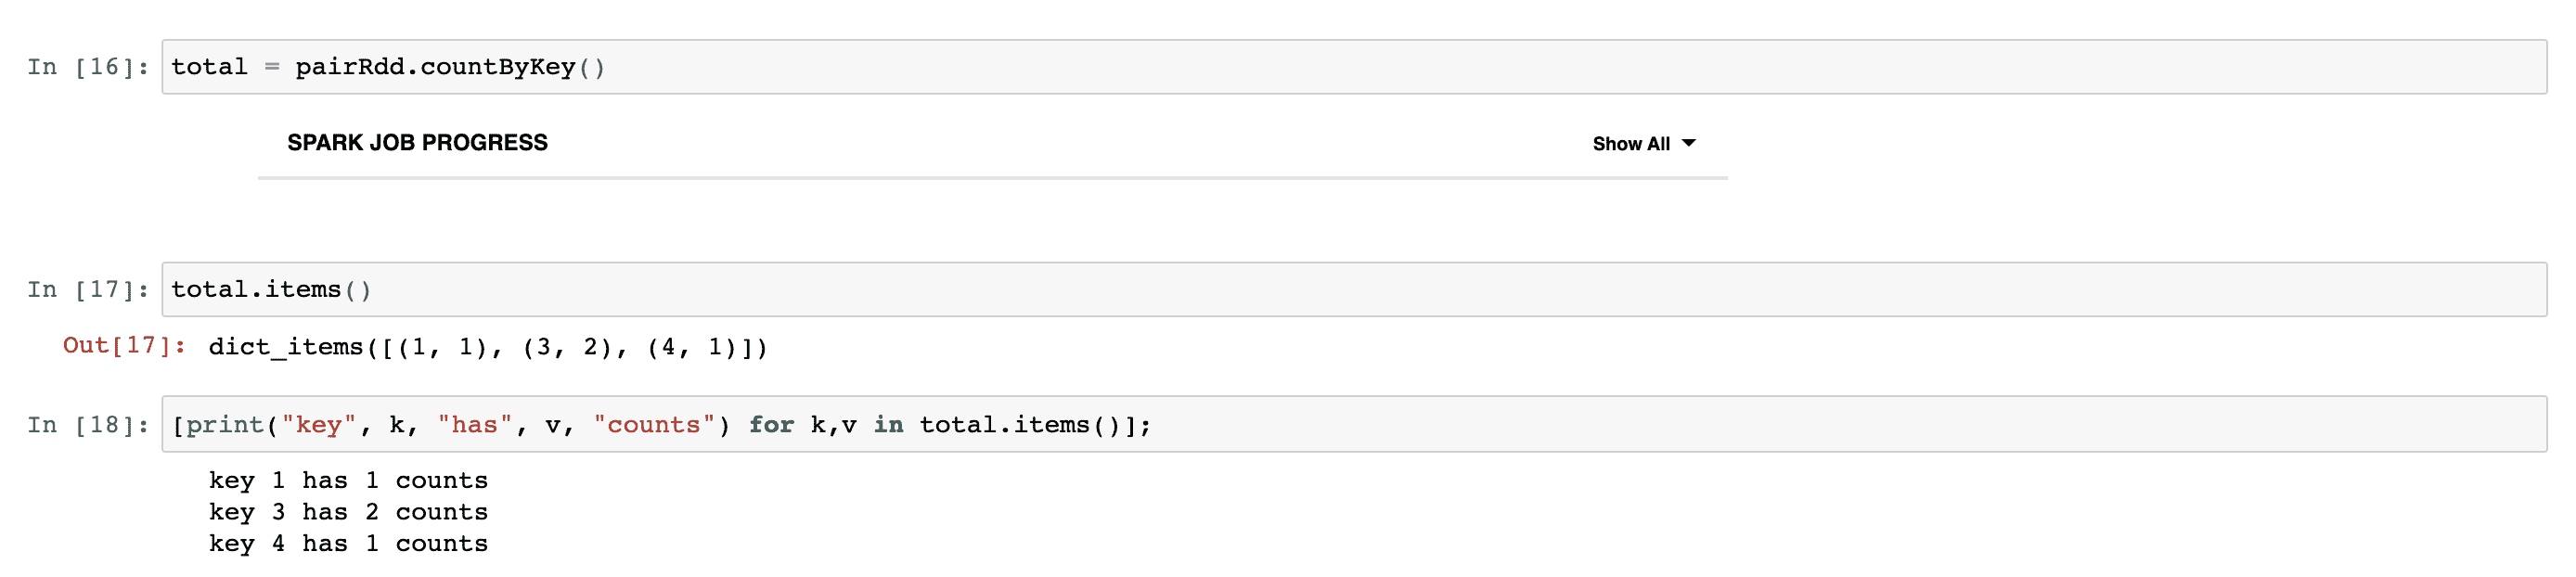 In [16]: total = pairRdd.countByKey()
SPARK JOB PROGRESS Show All
In [17]: total.items()
Out[17]: dict_items([(1, 1), (3, 2), (4, 1)])
In [18]: [print("key", k, "has", v, "counts") for k,v in total.items()];
key 1 has 1 counts
key 3 has 2 counts
key 4 has 1 counts